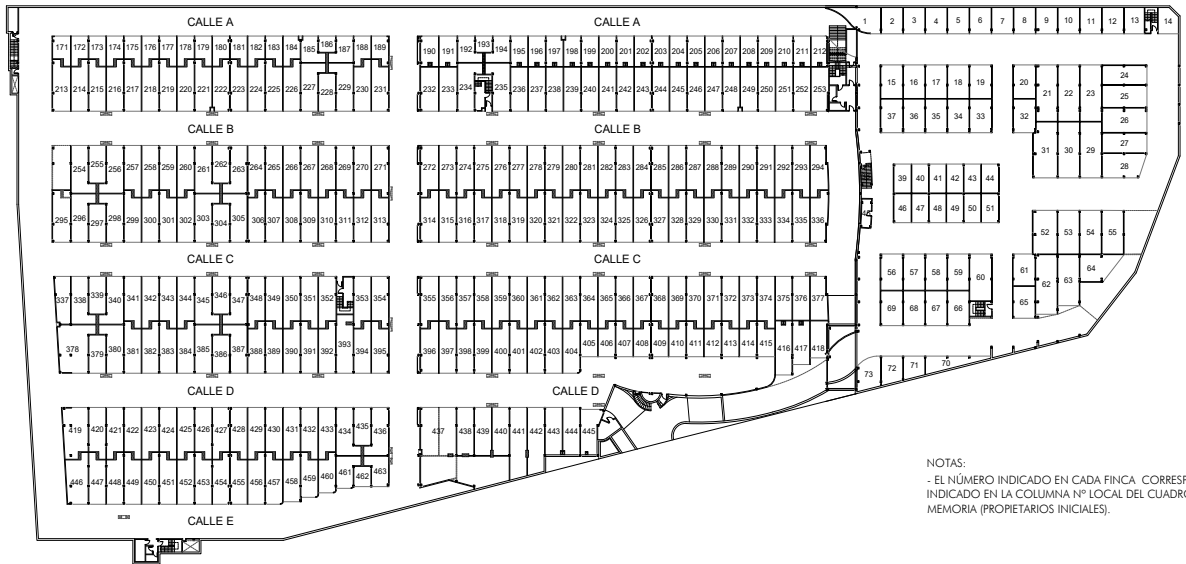 CALLE A CALLE A
1 2 3 4 5 6 7 8 9 10 11 12 13 14
171 172 173 174 175 176 177 178 179 180 181 182 183 184 185 186 187 188 189
190 191 192 193 194 195 196 197 198 199 200 201 202 203 204 205 206 207 208 209 210 211 212
213 214 215 216 217 218 219 220 221 222 223 224 225 226 227 228 229 230 231
232 233 234 235 236 237 238 239 240 241 242 243 244 245 246 247 248 249 250 251 252 253
15 16 17 18 19 20 21 22 23 24
25
37 36 35 34 33 32 26
31 30 29 27
28
CALLE B CALLE B
254 255 256 257 258 259 260 261 262 263 264 265 266 267 268 269 270 271
272 273 274 275 276 277 278 279 280 281 282 283 284 285 286 287 288 289 290 291 292 293 294
39 40 41 42 43 44
295 296 297 298 299 300 301 302 303 304 305 306 307 308 309 310 311 312 313
314 315 316 317 318 319 320 321 322 323 324 325 326 327 328 329 330 331 332 333 334 335 336
46 47 48 49 50 51
52 53 54 55
CALLE C CALLE C
337 338 339 340 341 342 343 344 345 346 347 348 349 350 351 352 353 354
355 356 357 358 359 360 361 362 363 364 365 366 367 368 369 370 371 372 373 374 375 376 377
56 57 58 59 60 61 62 63 64
69 68 67 66 65
378 379 380 381 382 383 384 385 386 387 388 389 390 391 392 393 394 395
396 397 398 399 400 401 402 403 404 405 406 407 408 409 410 411 412 413 414 415 416 417 418
73 72 71 70
CALLE D CALLE D
419 420 421 422 423 424 425 426 427 428 429 430 431 432 433 434 435 436
437 438 439 440 441 442 443 444 445
446 447 448 449 450 451 452 453 454 455 456 457 458 459 460 461 462 463
CALLE E
NOTAS:
- EL NÚMERO INDICADO EN CADA FINCA CORRESP
INDICADO EN LA COLUMNA Nº LOCAL DEL CUADRO
MEMORIA (PROPIETARIOS INICIALES).